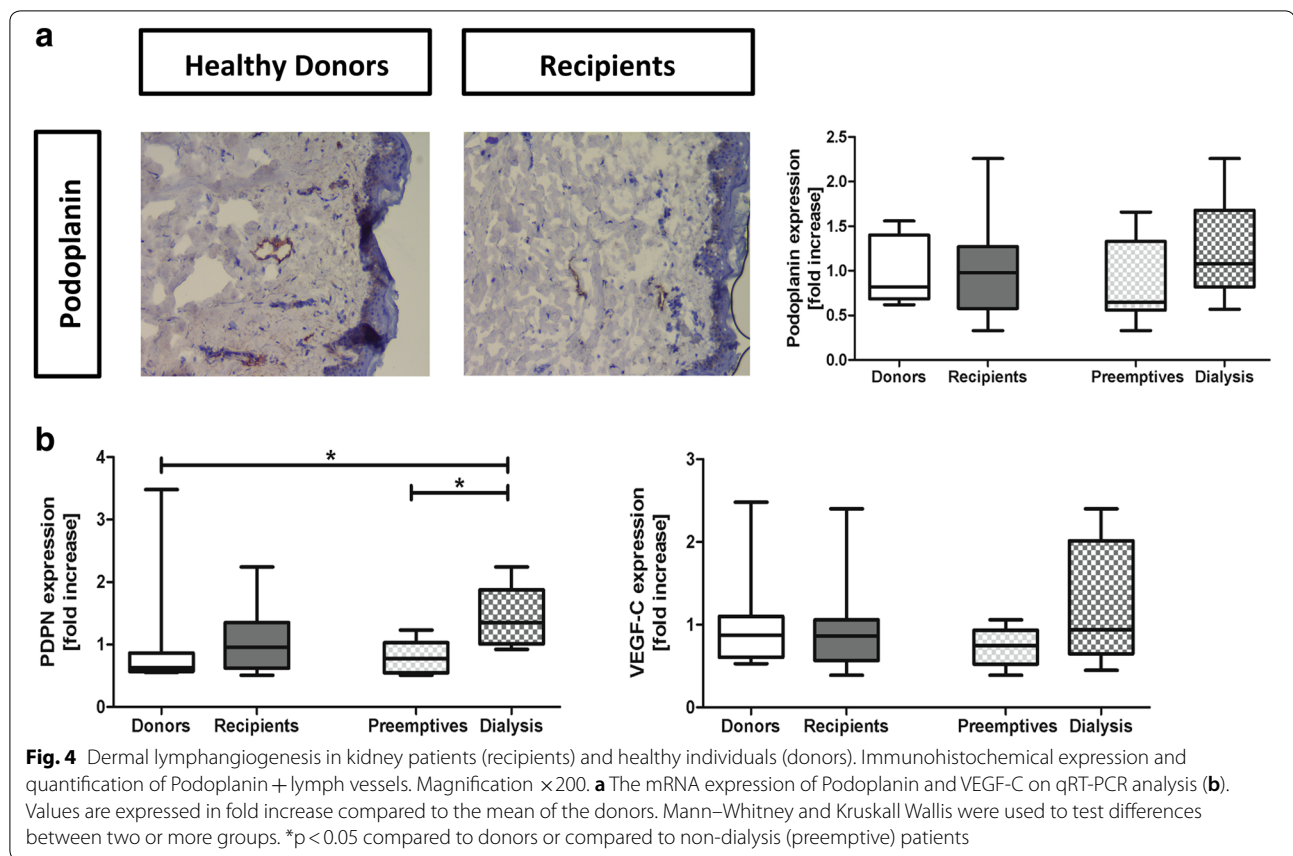 a
Healthy Donors
Recipients
Podoplanin
Podoplanin expression
[fold increase]
2.5
2.0
1.5
1.0
0.5
0.0
Donors Recipients Preemptives Dialysis
b
PDPN expression
[fold increase]
4
3
2
1
0
*
*
Donors Recipients Preemptives Dialysis
VEGF-C expression
[fold increase]
3
2
1
0
Donors Recipients Preemptives Dialysis
Fig. 4 Dermal lymphangiogenesis in kidney patients (recipients) and healthy individuals (donors). Immunohistochemical expression and
quantification of Podoplanin + lymph vessels. Magnification ×200. a The mRNA expression of Podoplanin and VEGF-C on qRT-PCR analysis (b).
Values are expressed in fold increase compared to the mean of the donors. Mann–Whitney and Kruskall Wallis were used to test differences
between two or more groups. *p < 0.05 compared to donors or compared to non-dialysis (preemptive) patients